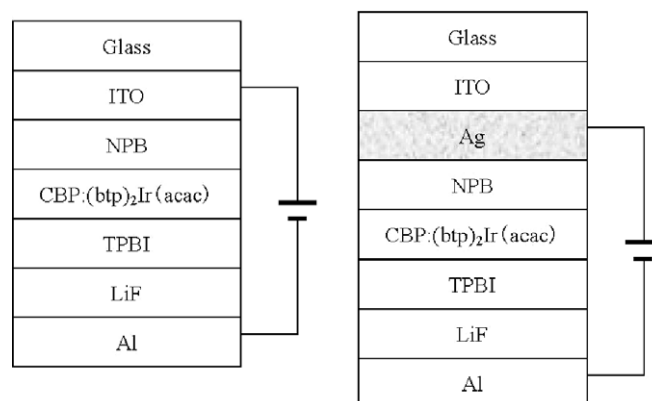 Glass
ITO
NPB
CBP:(btp)₂Ir(acac)
TPBI
LiF
Al
Glass
ITO
Ag
NPB
CBP:(btp)₂Ir(acac)
TPBI
LiF
Al